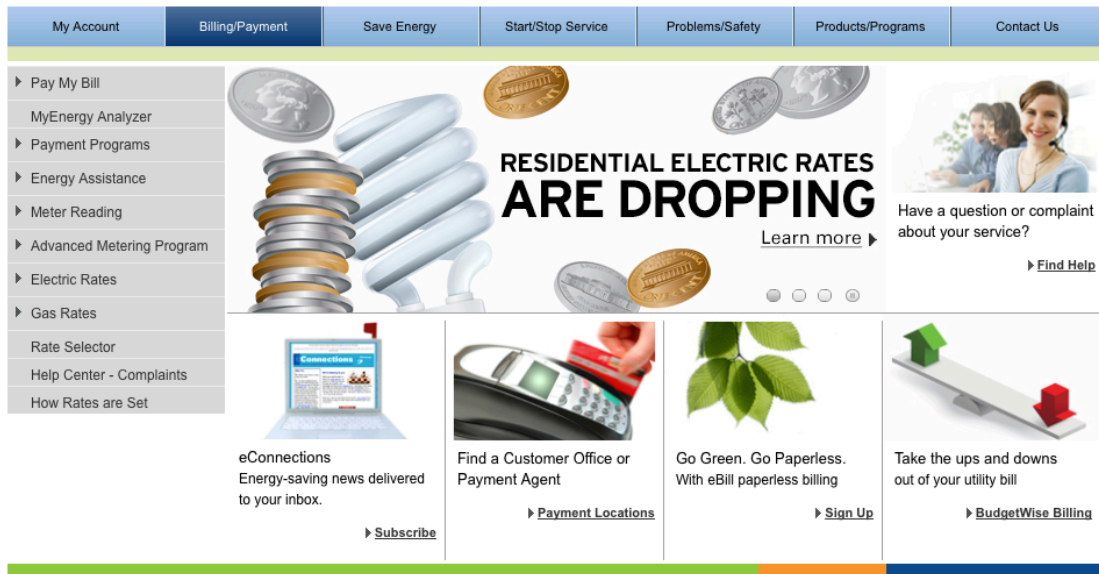 My Account
Billing/Payment
Save Energy
Start/Stop Service
Problems/Safety
Products/Programs
Contact Us
Pay My Bill
MyEnergy Analyzer
Payment Programs
Energy Assistance
Meter Reading
Advanced Metering Program
Electric Rates
Gas Rates
Rate Selector
Help Center - Complaints
How Rates are Set
RESIDENTIAL ELECTRIC RATES
ARE DROPPING
Learn more
Have a question or complaint
about your service?
Find Help
Connections
eConnections
Energy-saving news delivered
to your inbox.
Subscribe
Find a Customer Office or
Payment Agent
Payment Locations
Go Green. Go Paperless.
With eBill paperless billing
Sign Up
Take the ups and downs
out of your utility bill
BudgetWise Billing